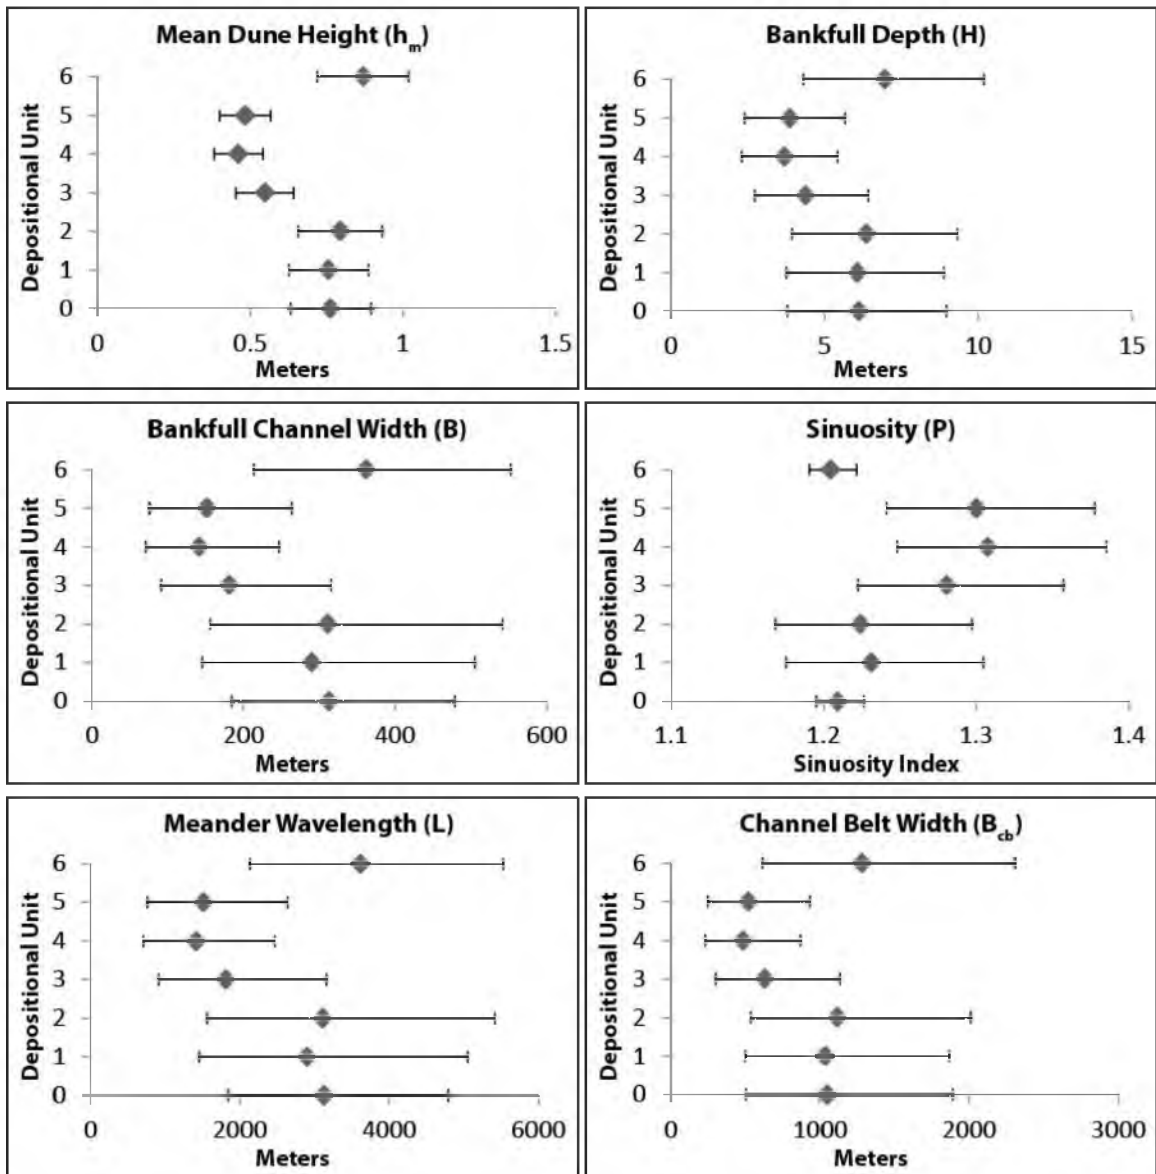 Mean Dune Height (hm)
Depositional Unit
6
5
4
3
2
1
0
0 0.5 1 1.5
Meters
Bankfull Depth (H)
Depositional Unit
6
5
4
3
2
1
0
0 5 10 15
Meters
Bankfull Channel Width (B)
Depositional Unit
6
5
4
3
2
1
0
0 200 400 600
Meters
Sinuosity (P)
Depositional Unit
6
5
4
3
2
1
0
1.1 1.2 1.3 1.4
Sinuosity Index
Meander Wavelength (L)
Depositional Unit
6
5
4
3
2
1
0
0 2000 4000 6000
Meters
Channel Belt Width (Bcb)
Depositional Unit
6
5
4
3
2
1
0
0 1000 2000 3000
Meters